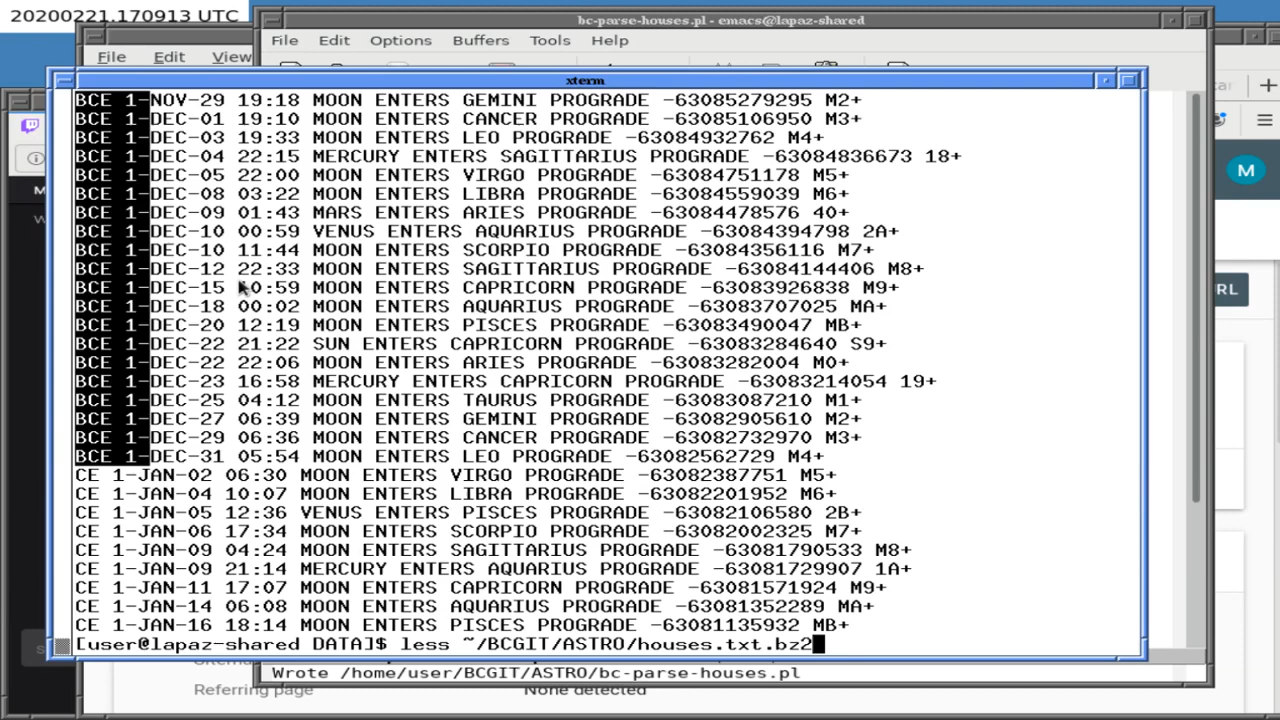 20200221.170913 UTC
bc-parse-houses.pl - emacs@lapaz-shared
File Edit Options Buffers Tools Help
File Edit View
xterm
BCE 1-NOV-29 19:18 MOON ENTERS GEMINI PROGRADE -63085279295 M2+
BCE 1-DEC-01 19:10 MOON ENTERS CANCER PROGRADE -63085106950 M3+
BCE 1-DEC-03 19:33 MOON ENTERS LEO PROGRADE -63084932762 M4+
BCE 1-DEC-04 22:15 MERCURY ENTERS SAGITTARIUS PROGRADE -63084836673 18+
BCE 1-DEC-05 22:00 MOON ENTERS VIRGO PROGRADE -63084751178 M5+
BCE 1-DEC-08 03:22 MOON ENTERS LIBRA PROGRADE -63084559039 M6+
BCE 1-DEC-09 01:43 MARS ENTERS ARIES PROGRADE -63084478576 40+
BCE 1-DEC-10 00:59 VENUS ENTERS AQUARIUS PROGRADE -63084394798 2A+
BCE 1-DEC-10 11:44 MOON ENTERS SCORPIO PROGRADE -63084356116 M7+
BCE 1-DEC-12 22:33 MOON ENTERS SAGITTARIUS PROGRADE -63084144406 M8+
BCE 1-DEC-15 10:59 MOON ENTERS CAPRICORN PROGRADE -63083926838 M9+
BCE 1-DEC-18 00:02 MOON ENTERS AQUARIUS PROGRADE -63083707025 MA+
BCE 1-DEC-20 12:19 MOON ENTERS PISCES PROGRADE -63083490047 MB+
BCE 1-DEC-22 21:22 SUN ENTERS CAPRICORN PROGRADE -63083284640 S9+
BCE 1-DEC-22 22:06 MOON ENTERS ARIES PROGRADE -63083282004 M0+
BCE 1-DEC-23 16:58 MERCURY ENTERS CAPRICORN PROGRADE -63083214054 19+
BCE 1-DEC-25 04:12 MOON ENTERS TAURUS PROGRADE -63083087210 M1+
BCE 1-DEC-27 06:39 MOON ENTERS GEMINI PROGRADE -63082905610 M2+
BCE 1-DEC-29 06:36 MOON ENTERS CANCER PROGRADE -63082732970 M3+
BCE 1-DEC-31 05:54 MOON ENTERS LEO PROGRADE -63082562729 M4+
CE 1-JAN-02 06:30 MOON ENTERS VIRGO PROGRADE -63082387751 M5+
CE 1-JAN-04 10:07 MOON ENTERS LIBRA PROGRADE -63082201952 M6+
CE 1-JAN-05 12:36 VENUS ENTERS PISCES PROGRADE -63082106580 2B+
CE 1-JAN-06 17:34 MOON ENTERS SCORPIO PROGRADE -63082002325 M7+
CE 1-JAN-09 04:24 MOON ENTERS SAGITTARIUS PROGRADE -63081790533 M8+
CE 1-JAN-09 21:14 MERCURY ENTERS AQUARIUS PROGRADE -63081729907 1A+
CE 1-JAN-11 17:07 MOON ENTERS CAPRICORN PROGRADE -63081571924 M9+
CE 1-JAN-14 06:08 MOON ENTERS AQUARIUS PROGRADE -63081352289 MA+
CE 1-JAN-16 18:14 MOON ENTERS PISCES PROGRADE -63081135932 MB+
[user@lapaz-shared DATA]$ less ~/BCGIT/ASTRO/houses.txt.bz2
Wrote /home/user/BCGIT/ASTRO/bc-parse-houses.pl
Referring page None detected
M
RL